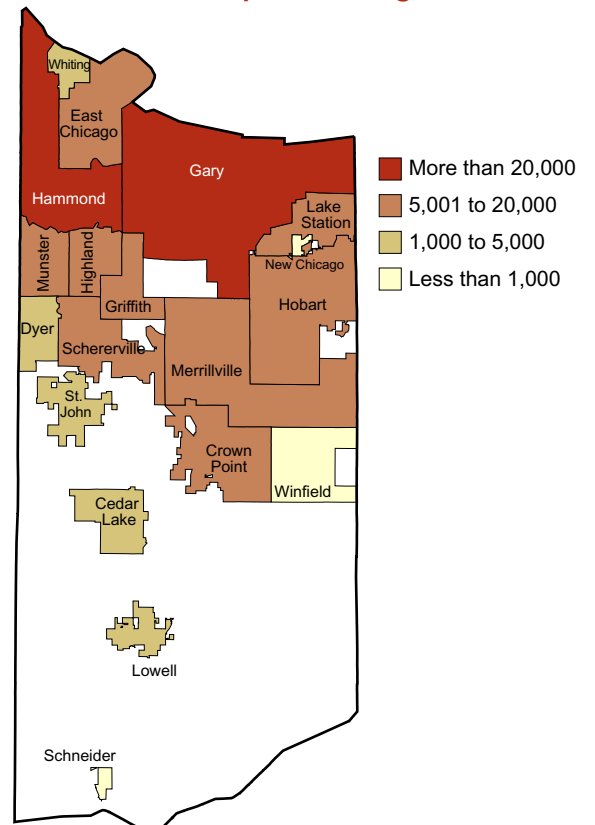 Whiting
East
Chicago
Gary
Hammond
More than 20,000
5,001 to 20,000
1,000 to 5,000
Less than 1,000
Lake
Station
New Chicago
Munster
Highland
Griffith
Hobart
Dyer
Schererville
Merrillville
St.
John
Crown
Point
Winfield
Cedar
Lake
Lowell
Schneider